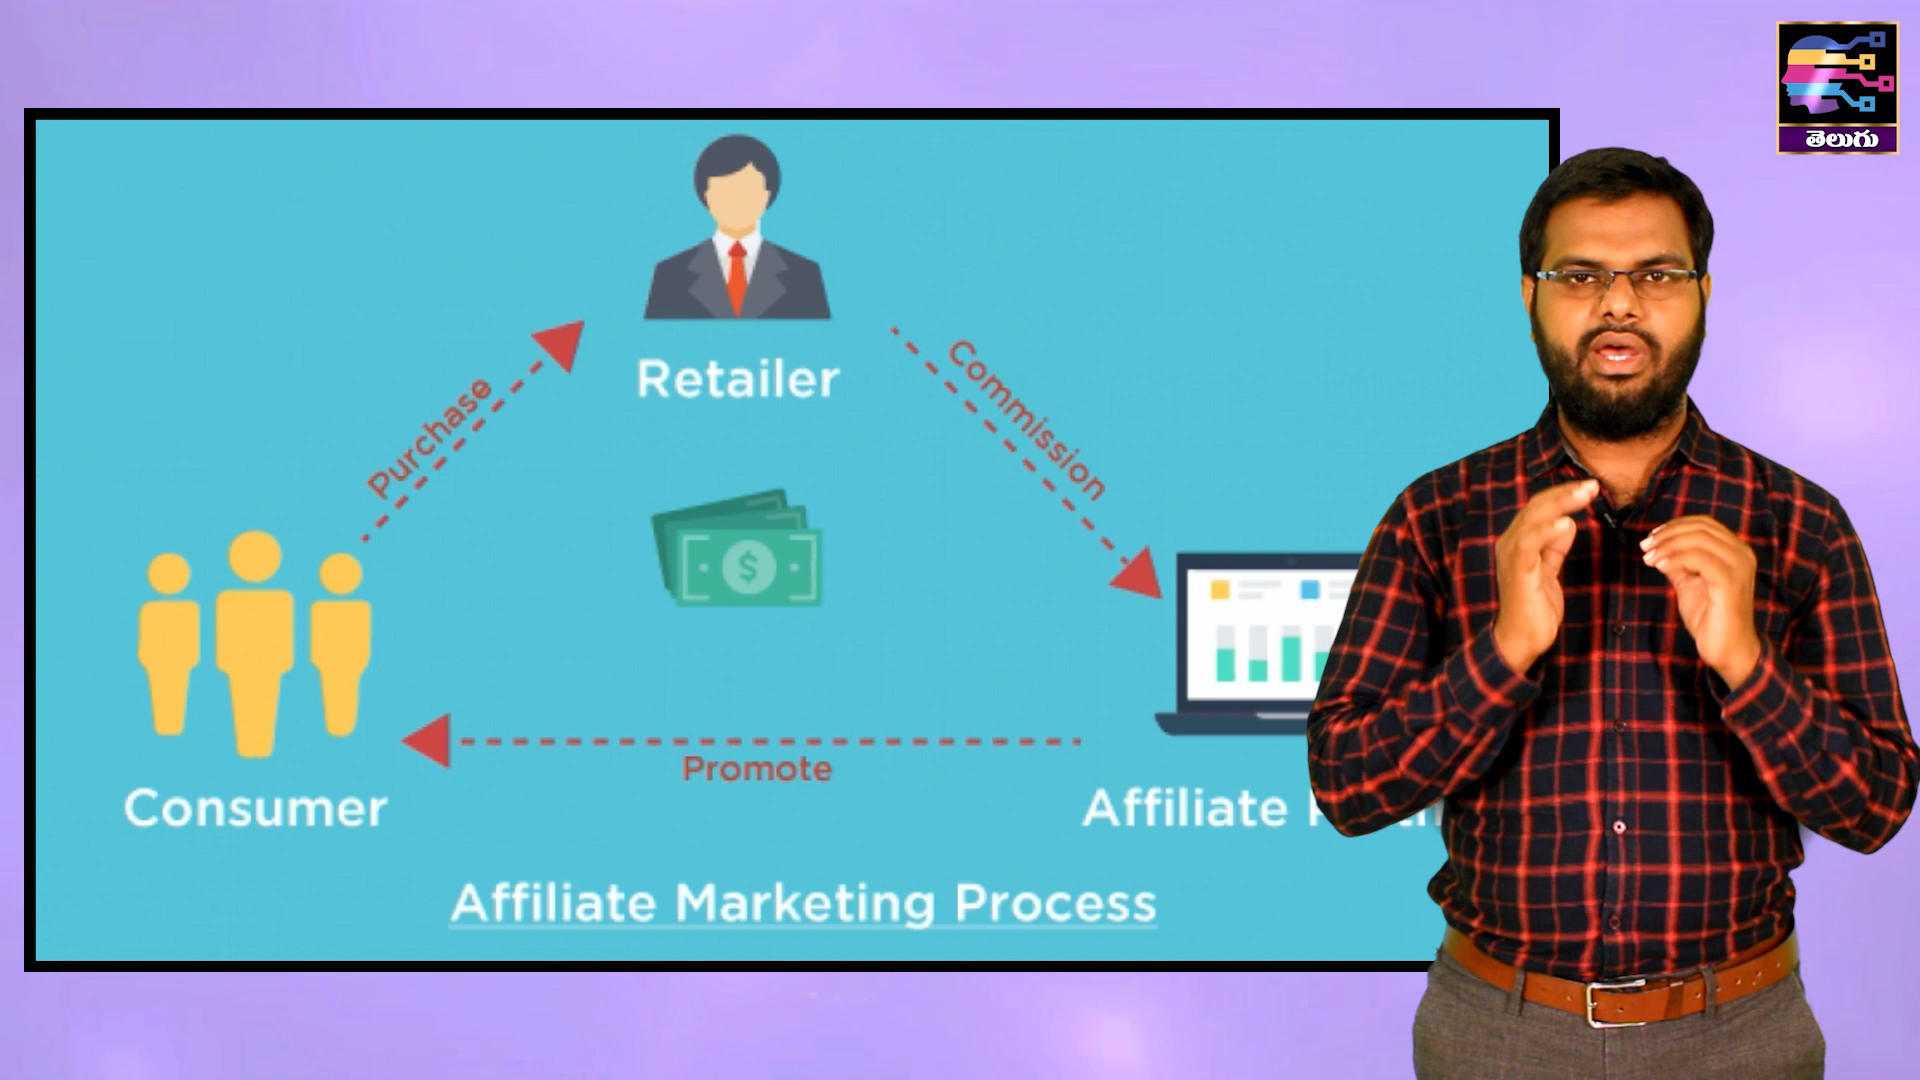 తెలుగు
Retailer
Purchase
Commission
Promote
Consumer
Affiliate
Affiliate Marketing Process